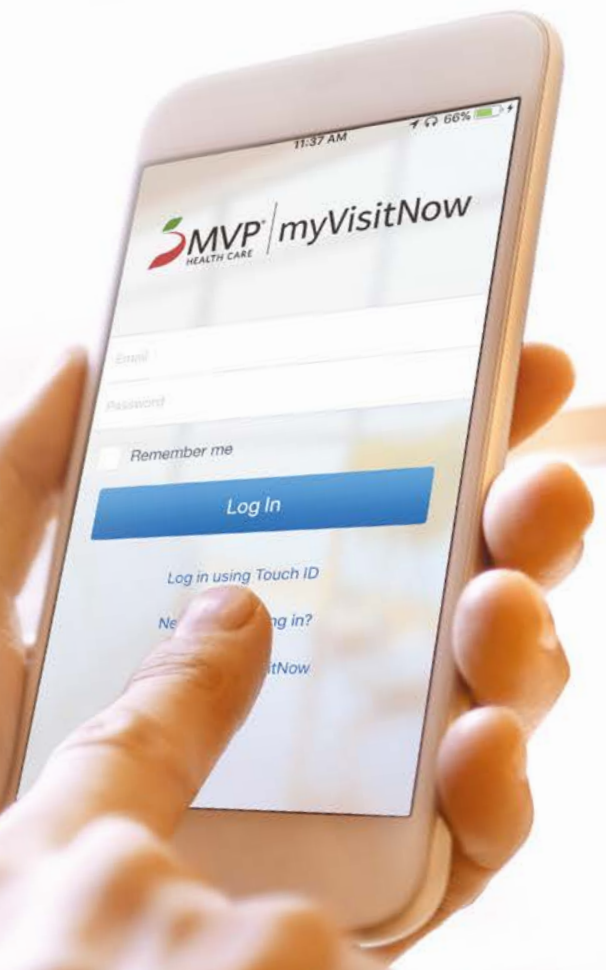 11:37 AM 66%
MVP® myVisitNow
HEALTH CARE
Email
Password
Remember me
Log In
Log in using Touch ID
in?